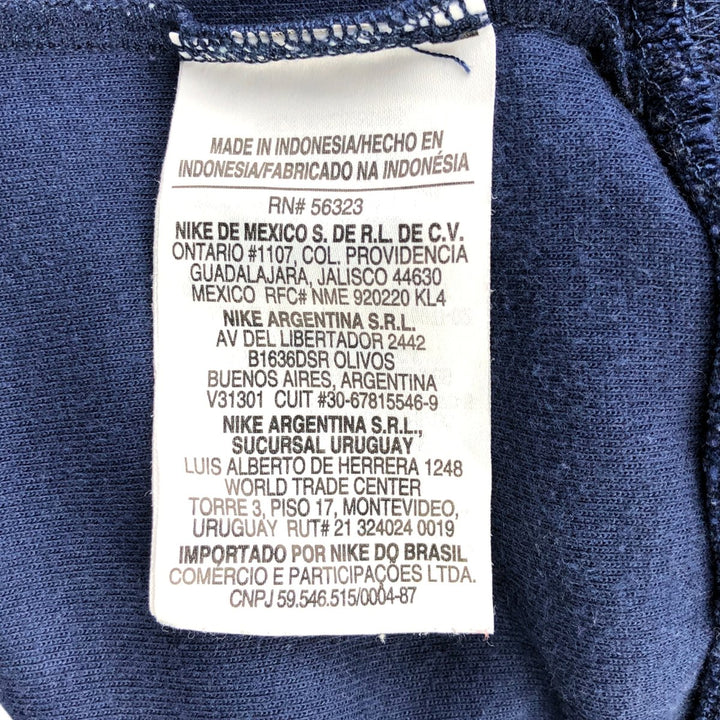 MADE IN INDONESIA/HECHO EN
INDONESIA/FABRICADO NA INDONÉSIA
RN# 56323
NIKE DE MEXICO S. DE R.L. DE C.V.
ONTARIO #1107, COL. PROVIDENCIA
GUADALAJARA, JALISCO 44630
MEXICO RFC# NME 920220 KL4
NIKE ARGENTINA S.R.L.
AV DEL LIBERTADOR 2442
B1636DSR OLIVOS
BUENOS AIRES, ARGENTINA
V31301 CUIT #30-67815546-9
NIKE ARGENTINA S.R.L.,
SUCURSAL URUGUAY
LUIS ALBERTO DE HERRERA 1248
WORLD TRADE CENTER
TORRE 3, PISO 17, MONTEVIDEO,
URUGUAY RUT# 21 324024 0019
IMPORTADO POR NIKE DO BRASIL
COMÉRCIO E PARTICIPAÇÕES LTDA.
CNPJ 59.546.515/0004-87